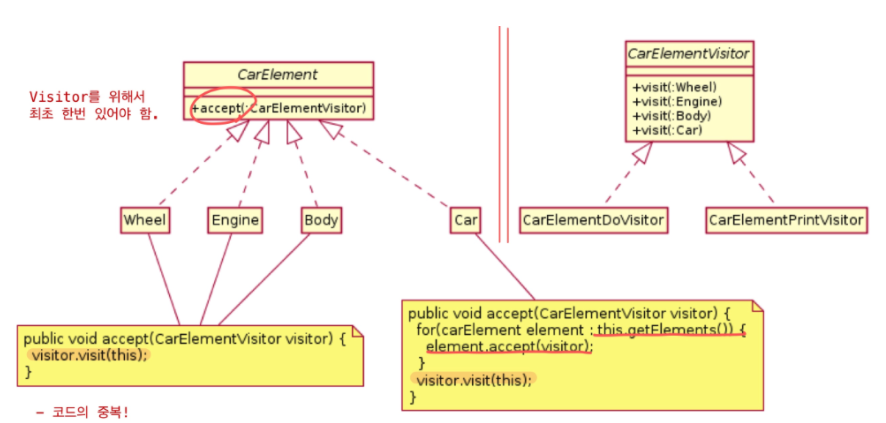 CarElement
+accept(:CarElementVisitor)
Visitor를 위해서
최초 한번 있어야 함.
CarElementVisitor
+visit(:Wheel)
+visit(:Engine)
+visit(:Body)
+visit(:Car)
Wheel
Engine
Body
Car
CarElementDoVisitor
CarElementPrintVisitor
public void accept(CarElementVisitor visitor) {
visitor.visit(this);
}
- 코드의 중복!
public void accept(CarElementVisitor visitor) {
for(carElement element : this.getElements()) {
element.accept(visitor);
}
visitor.visit(this);
}